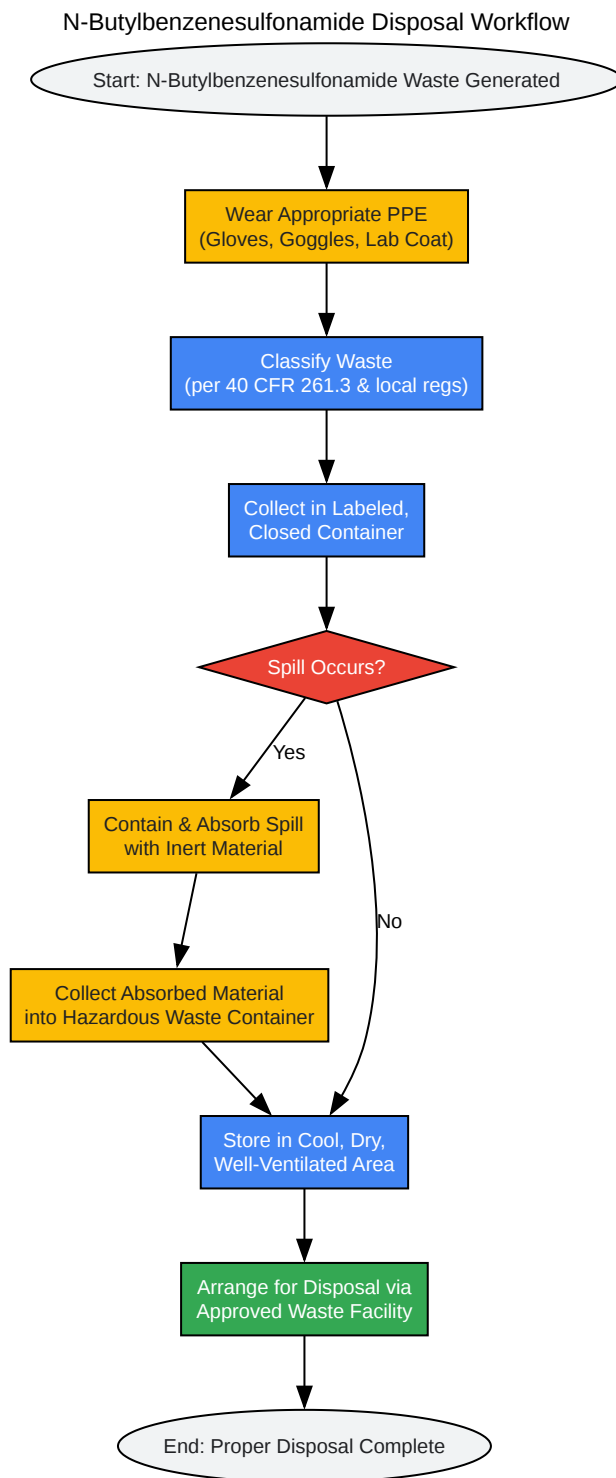 N-Butylbenzenesulfonamide Disposal Workflow
Start: N-Butylbenzenesulfonamide Waste Generated
Wear Appropriate PPE
(Gloves, Goggles, Lab Coat)
Classify Waste
(per 40 CFR 261.3 & local regs)
Collect in Labeled,
Closed Container
Spill Occurs?
Yes
Contain & Absorb Spill
with Inert Material
No
Collect Absorbed Material
into Hazardous Waste Container
Store in Cool, Dry,
Well-Ventilated Area
Arrange for Disposal via
Approved Waste Facility
End: Proper Disposal Complete